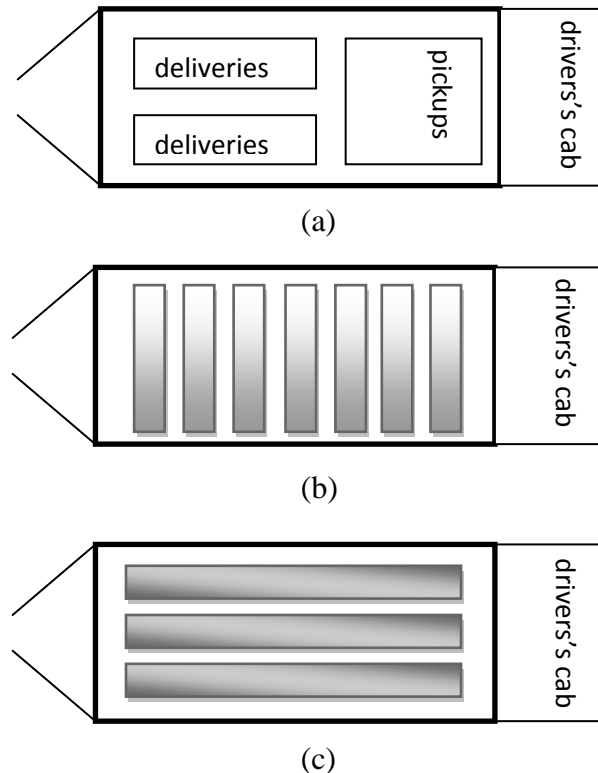 deliveries
deliveries
pickups
drivers's cab
(a)
drivers's cab
(b)
drivers's cab
(c)